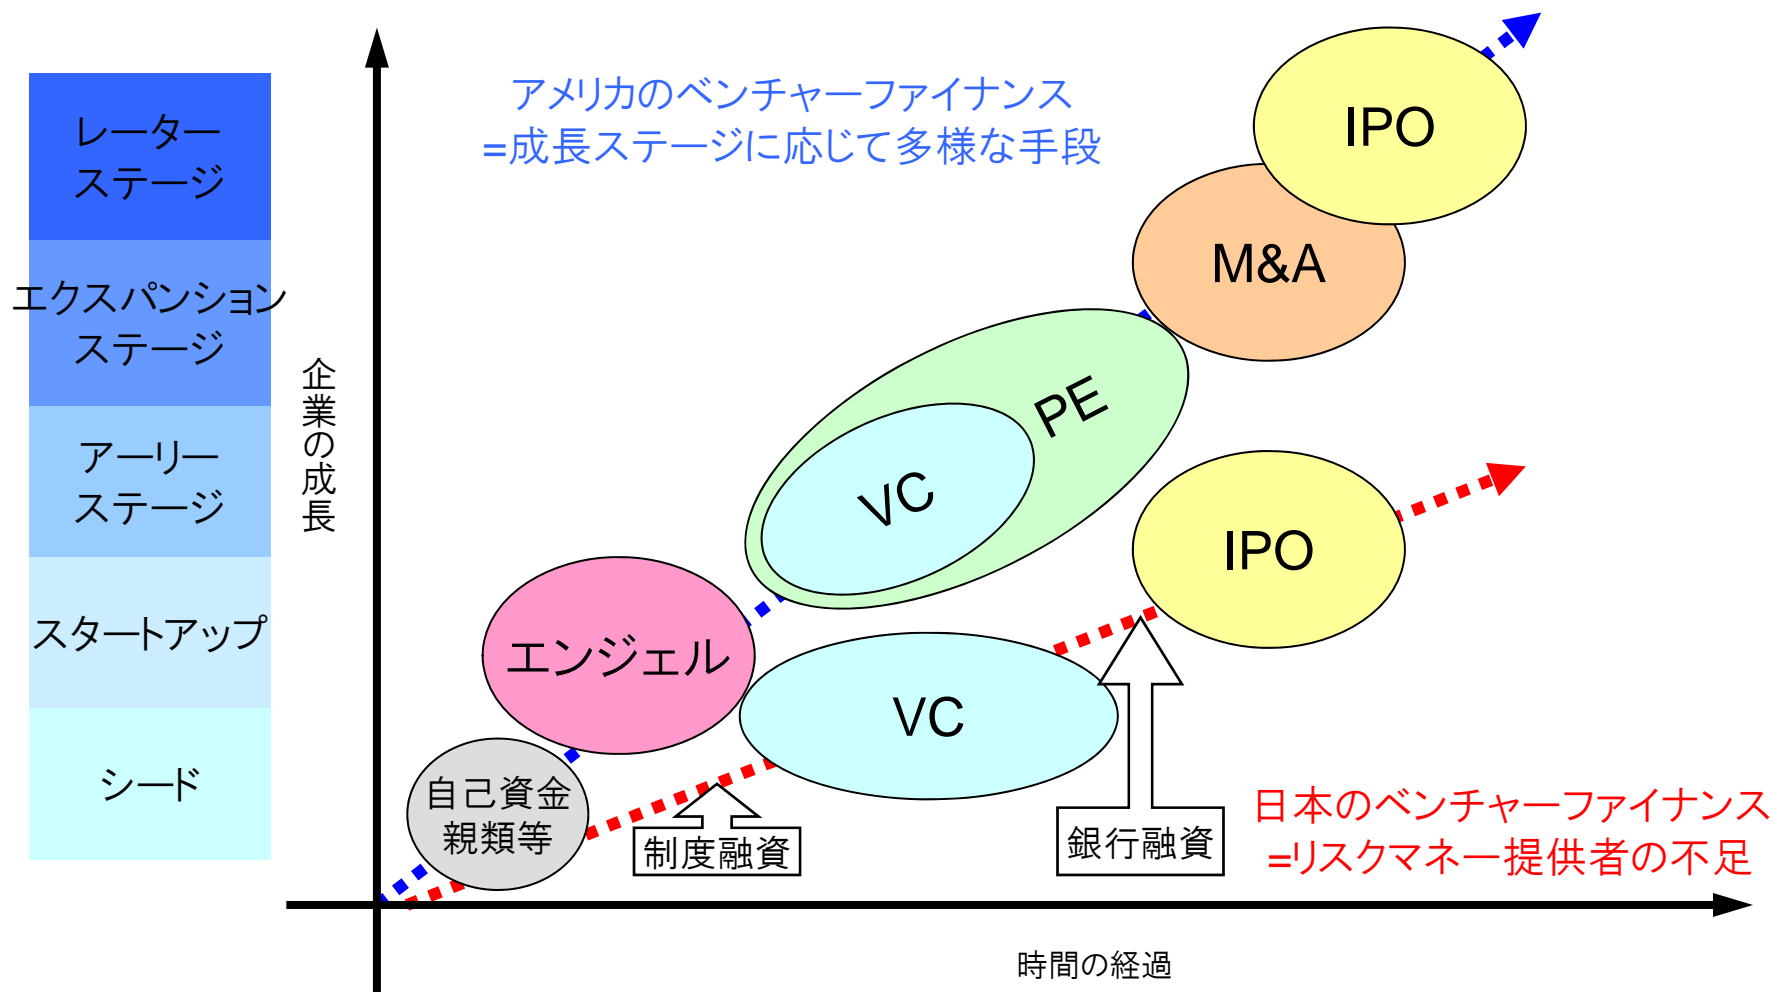 レーター
ステージ
エクスパンション
ステージ
アーリー
ステージ
スタートアップ
シード
企業の成長
アメリカのベンチャーファイナンス
=成長ステージに応じて多様な手段
IPO
M&A
PE
VC
エンジェル
自己資金
親類等
IPO
VC
制度融資
銀行融資
日本のベンチャーファイナンス
=リスクマネー提供者の不足
時間の経過